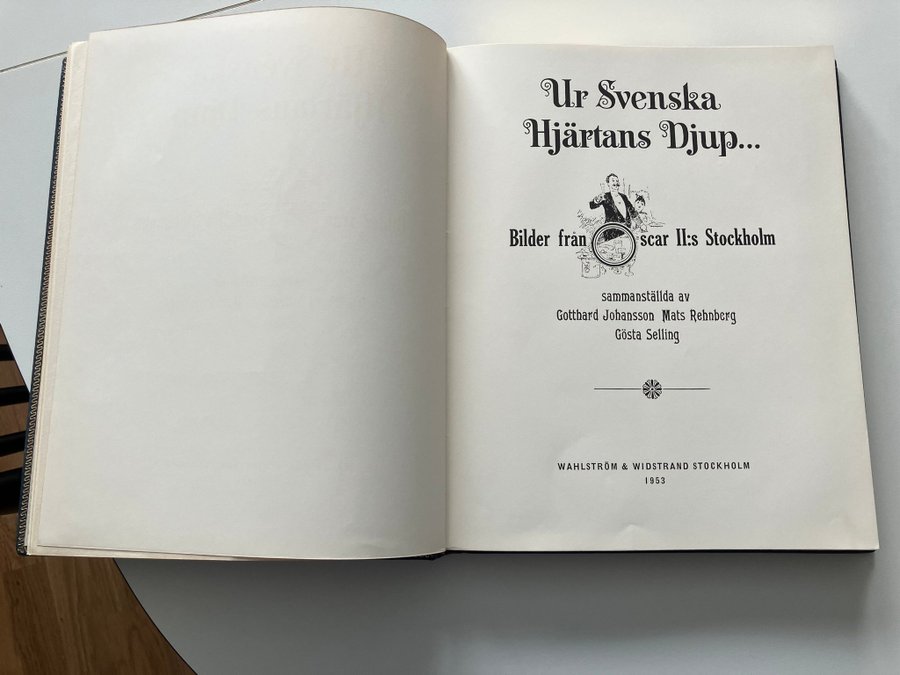 Ur Svenska
Hjärtans Djup...
Bilder från Oscar II:s Stockholm
sammanställda av
Gotthard Johansson Mats Rehnberg
Gösta Selling
WAHLSTRÖM & WIDSTRAND STOCKHOLM
1953